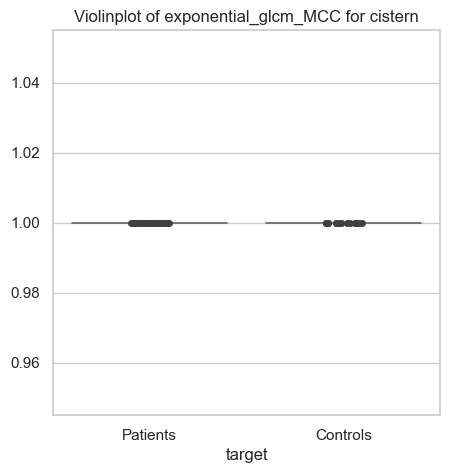 Violinplot of exponential_glcm_MCC for cistern
1.04
1.02
1.00
0.98
0.96
Patients Controls
target